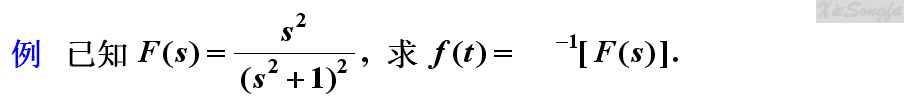 XieSongfa
例 已知 F(s) = s²/(s²+1)², 求 f(t) = ⁻¹[F(s)].